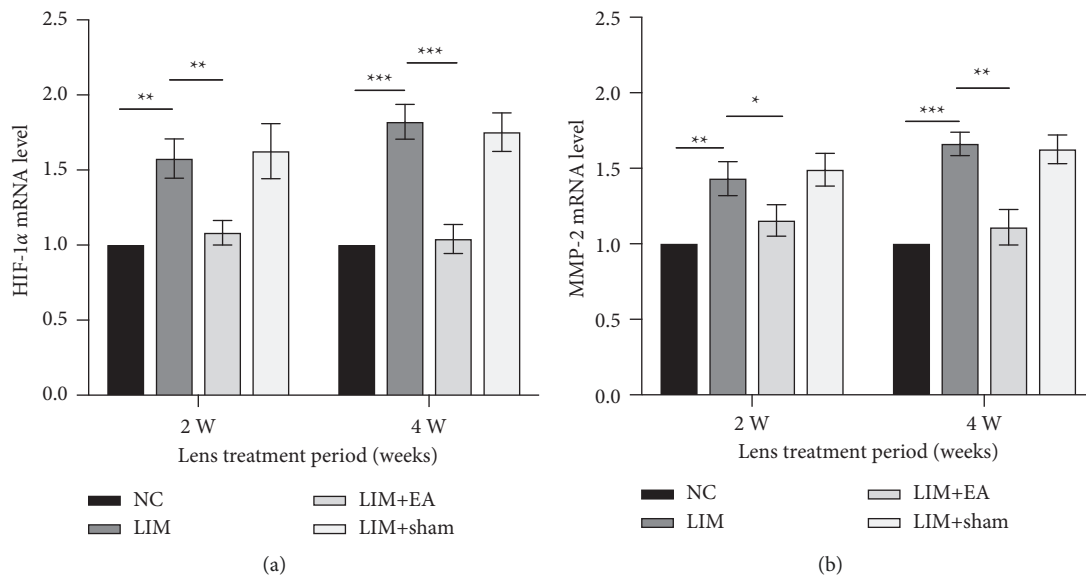 2.5
2.0
1.5
1.0
0.5
0.0
HIF-1α mRNA level
**
**
***
***
2 W
4 W
Lens treatment period (weeks)
NC
LIM
LIM+EA
LIM+sham
(a)
2.5
2.0
1.5
1.0
0.5
0.0
MMP-2 mRNA level
**
*
***
**
2 W
4 W
Lens treatment period (weeks)
NC
LIM
LIM+EA
LIM+sham
(b)